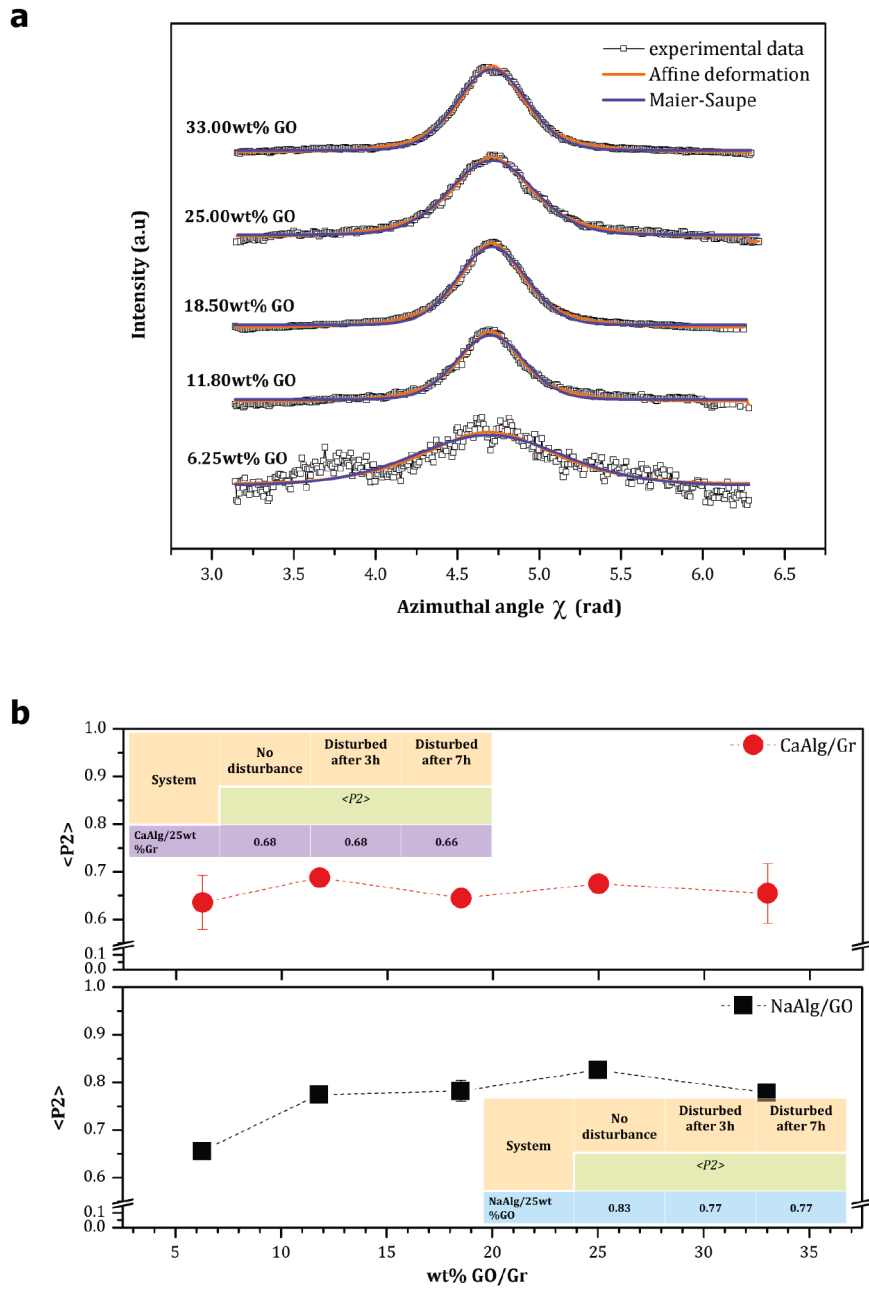 a
experimental data
Affine deformation
Maier-Saupe
33.00wt% GO
25.00wt% GO
18.50wt% GO
11.80wt% GO
6.25wt% GO
Intensity (a.u)
3.0 3.5 4.0 4.5 5.0 5.5 6.0 6.5
Azimuthal angle χ (rad)
b
1.0
0.9
0.8
0.7
0.6
0.1
0.0
<P2>
CaAlg/Gr
System No disturbance Disturbed after 3h Disturbed after 7h
<P2>
CaAlg/25wt %Gr 0.68 0.68 0.66
1.0
0.9
0.8
0.7
0.6
0.1
0.0
<P2>
NaAlg/GO
System No disturbance Disturbed after 3h Disturbed after 7h
<P2>
NaAlg/25wt %GO 0.83 0.77 0.77
5 10 15 20 25 30 35
wt% GO/Gr